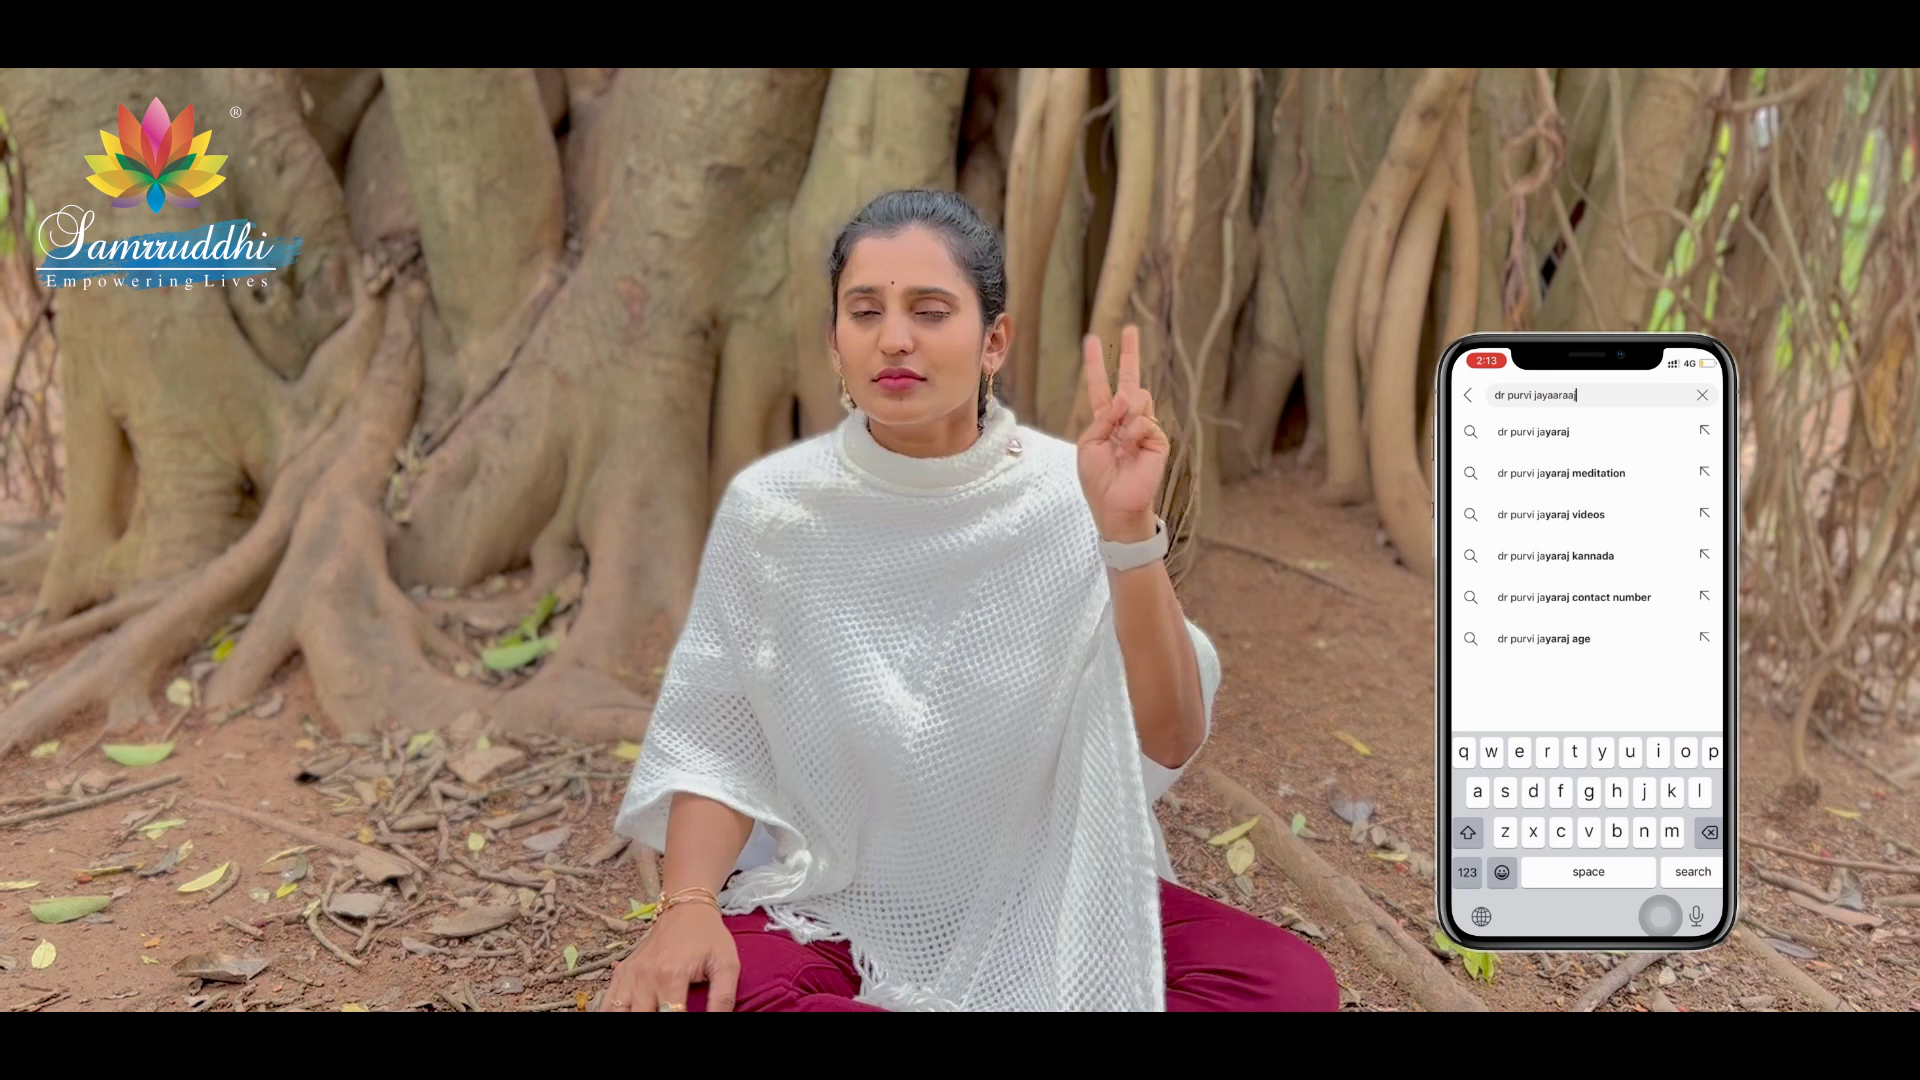 ®
Samrruddhi
Empowering Lives
2:13
4G
dr purvi jayaaraaj
dr purvi jayaraj
dr purvi jayaraj meditation
dr purvi jayaraj videos
dr purvi jayaraj kannada
dr purvi jayaraj contact number
dr purvi jayaraj age
q w e r t y u i o p
a s d f g h j k l
z x c v b n m
123 space search